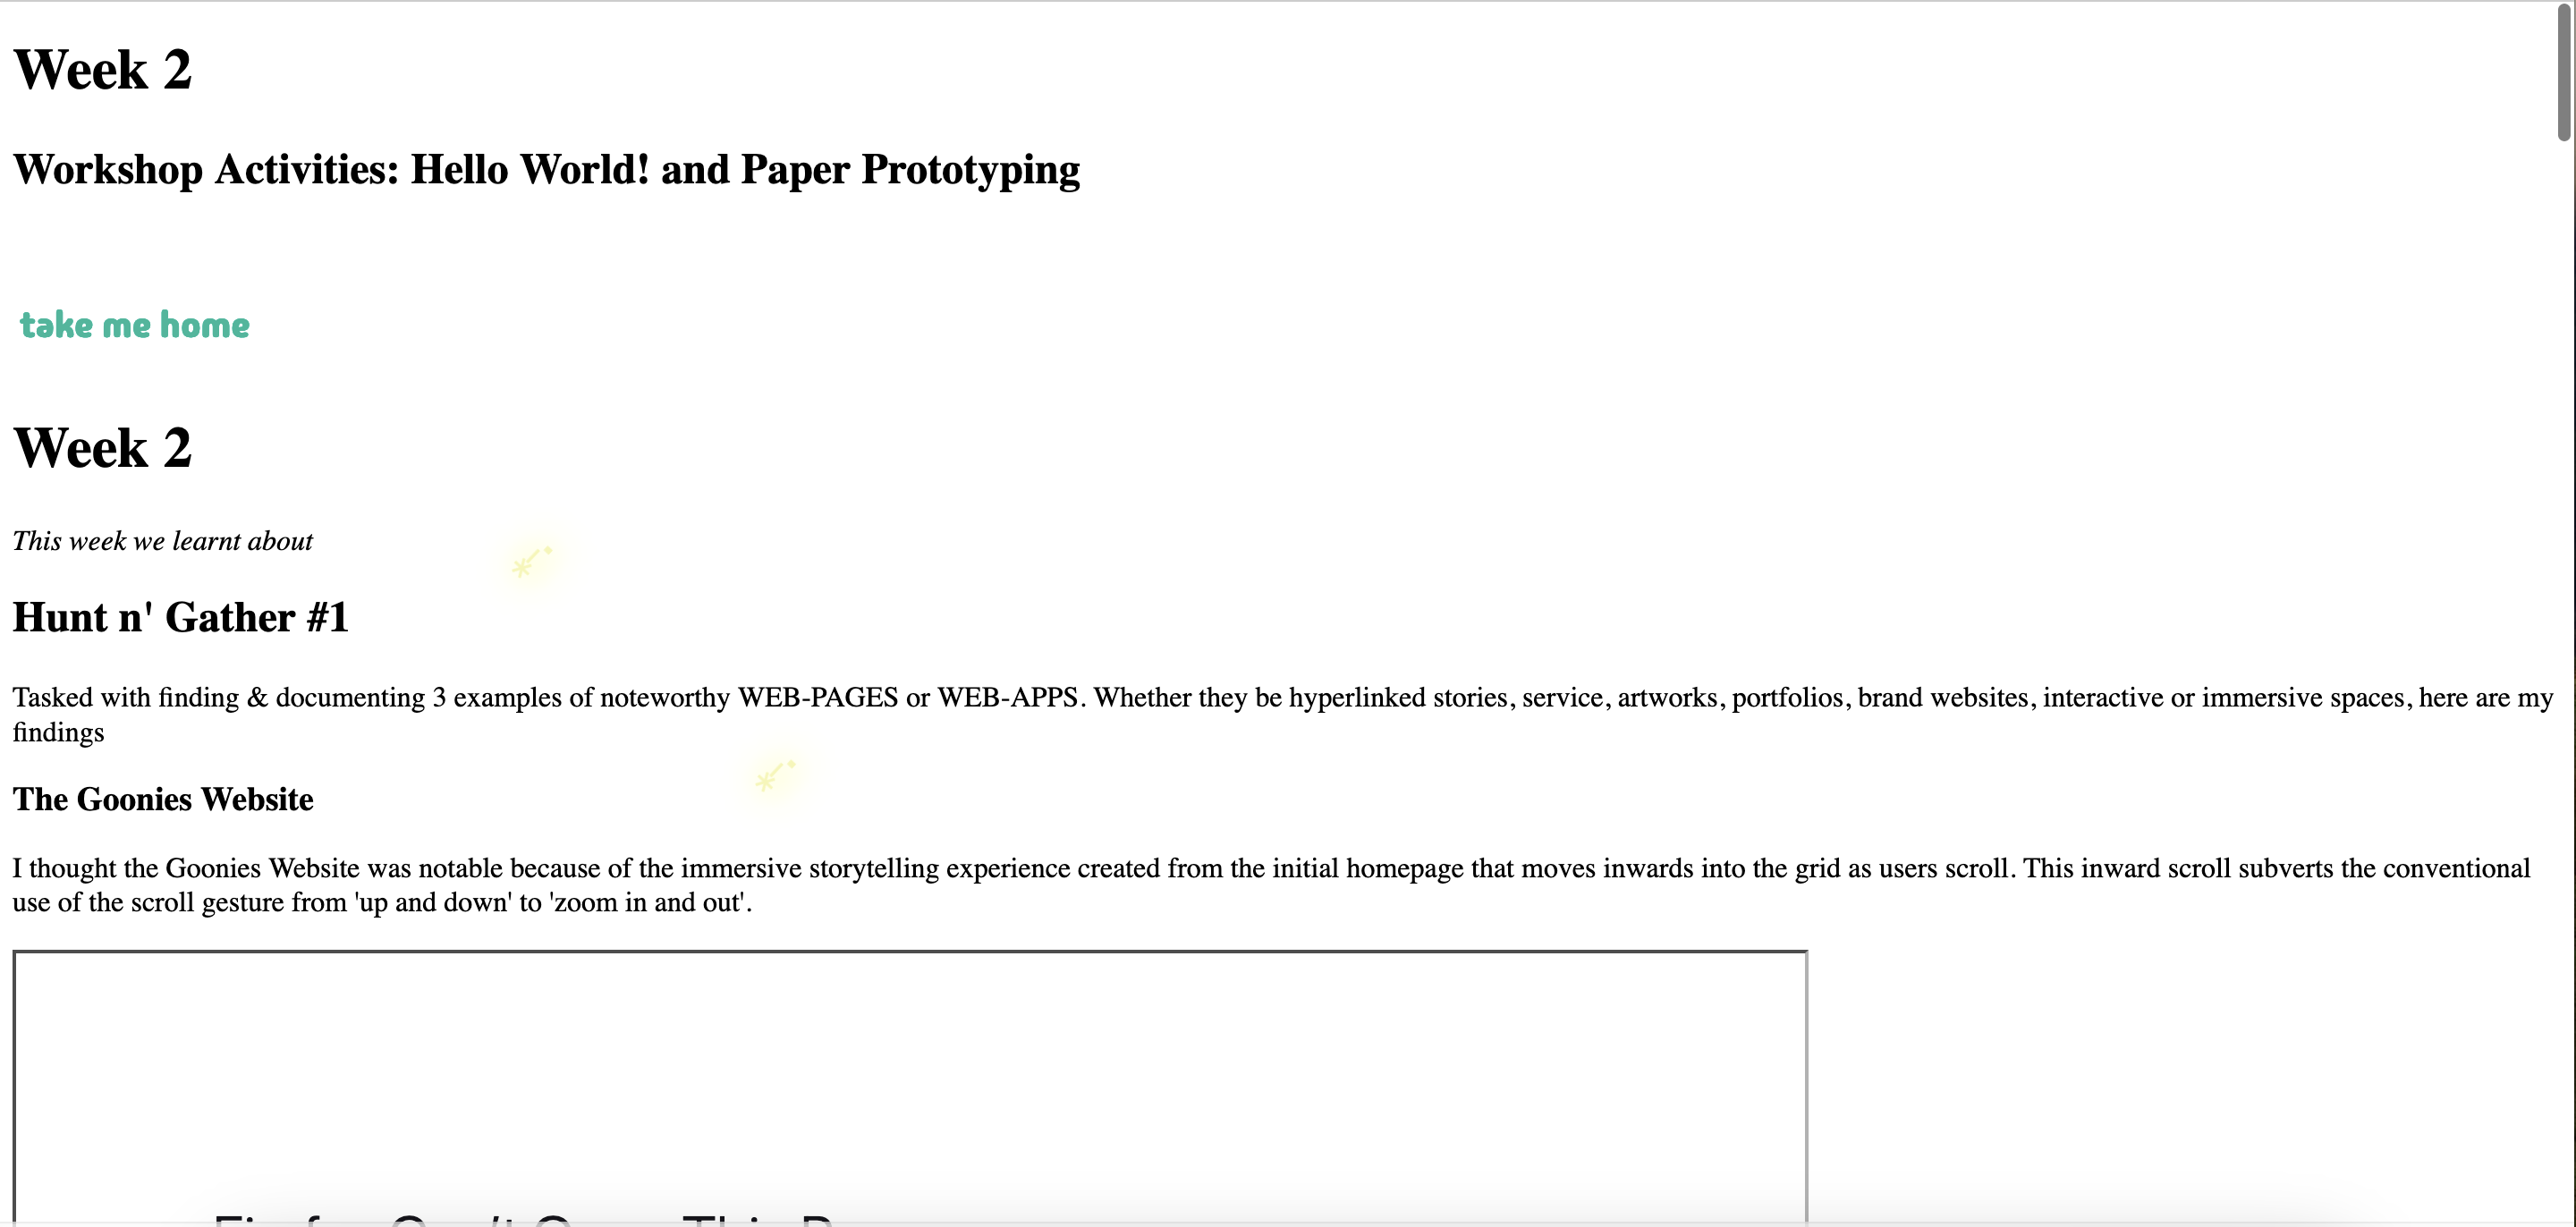 Week 2
Workshop Activities: Hello World! and Paper Prototyping
take me home
Week 2
This week we learnt about
Hunt n' Gather #1
Tasked with finding & documenting 3 examples of noteworthy WEB-PAGES or WEB-APPS. Whether they be hyperlinked stories, service, artworks, portfolios, brand websites, interactive or immersive spaces, here are my
findings
The Goonies Website
I thought the Goonies Website was notable because of the immersive storytelling experience created from the initial homepage that moves inwards into the grid as users scroll. This inward scroll subverts the conventional
use of the scroll gesture from 'up and down' to 'zoom in and out'.